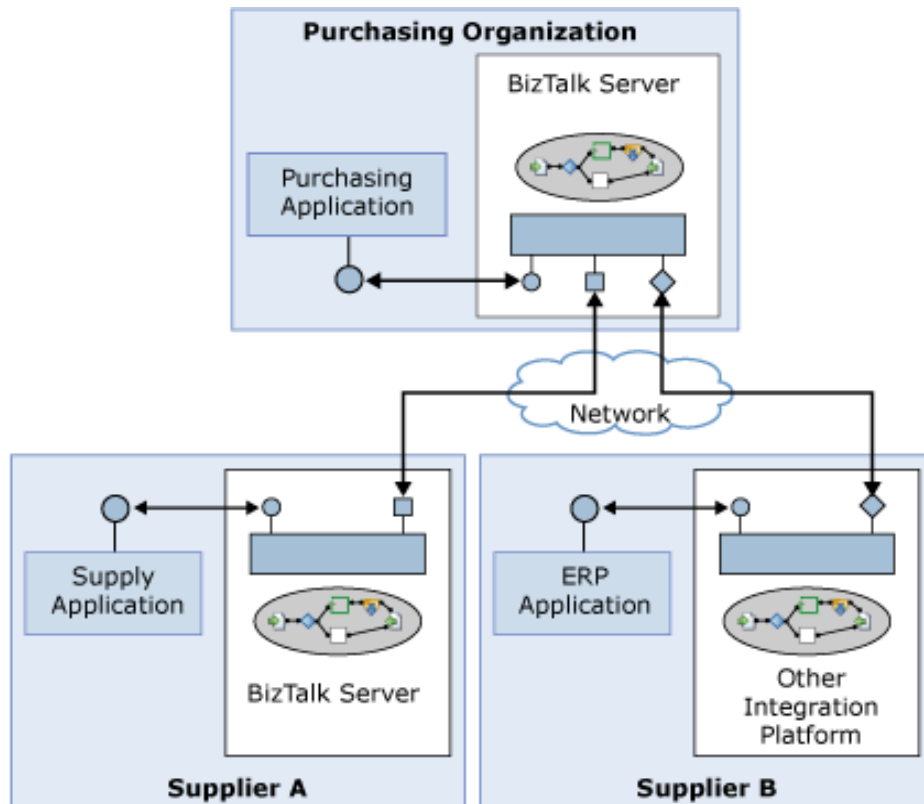 Purchasing Organization
BizTalk Server
Purchasing
Application
Network
Supply
Application
BizTalk Server
Supplier A
ERP
Application
Other
Integration
Platform
Supplier B